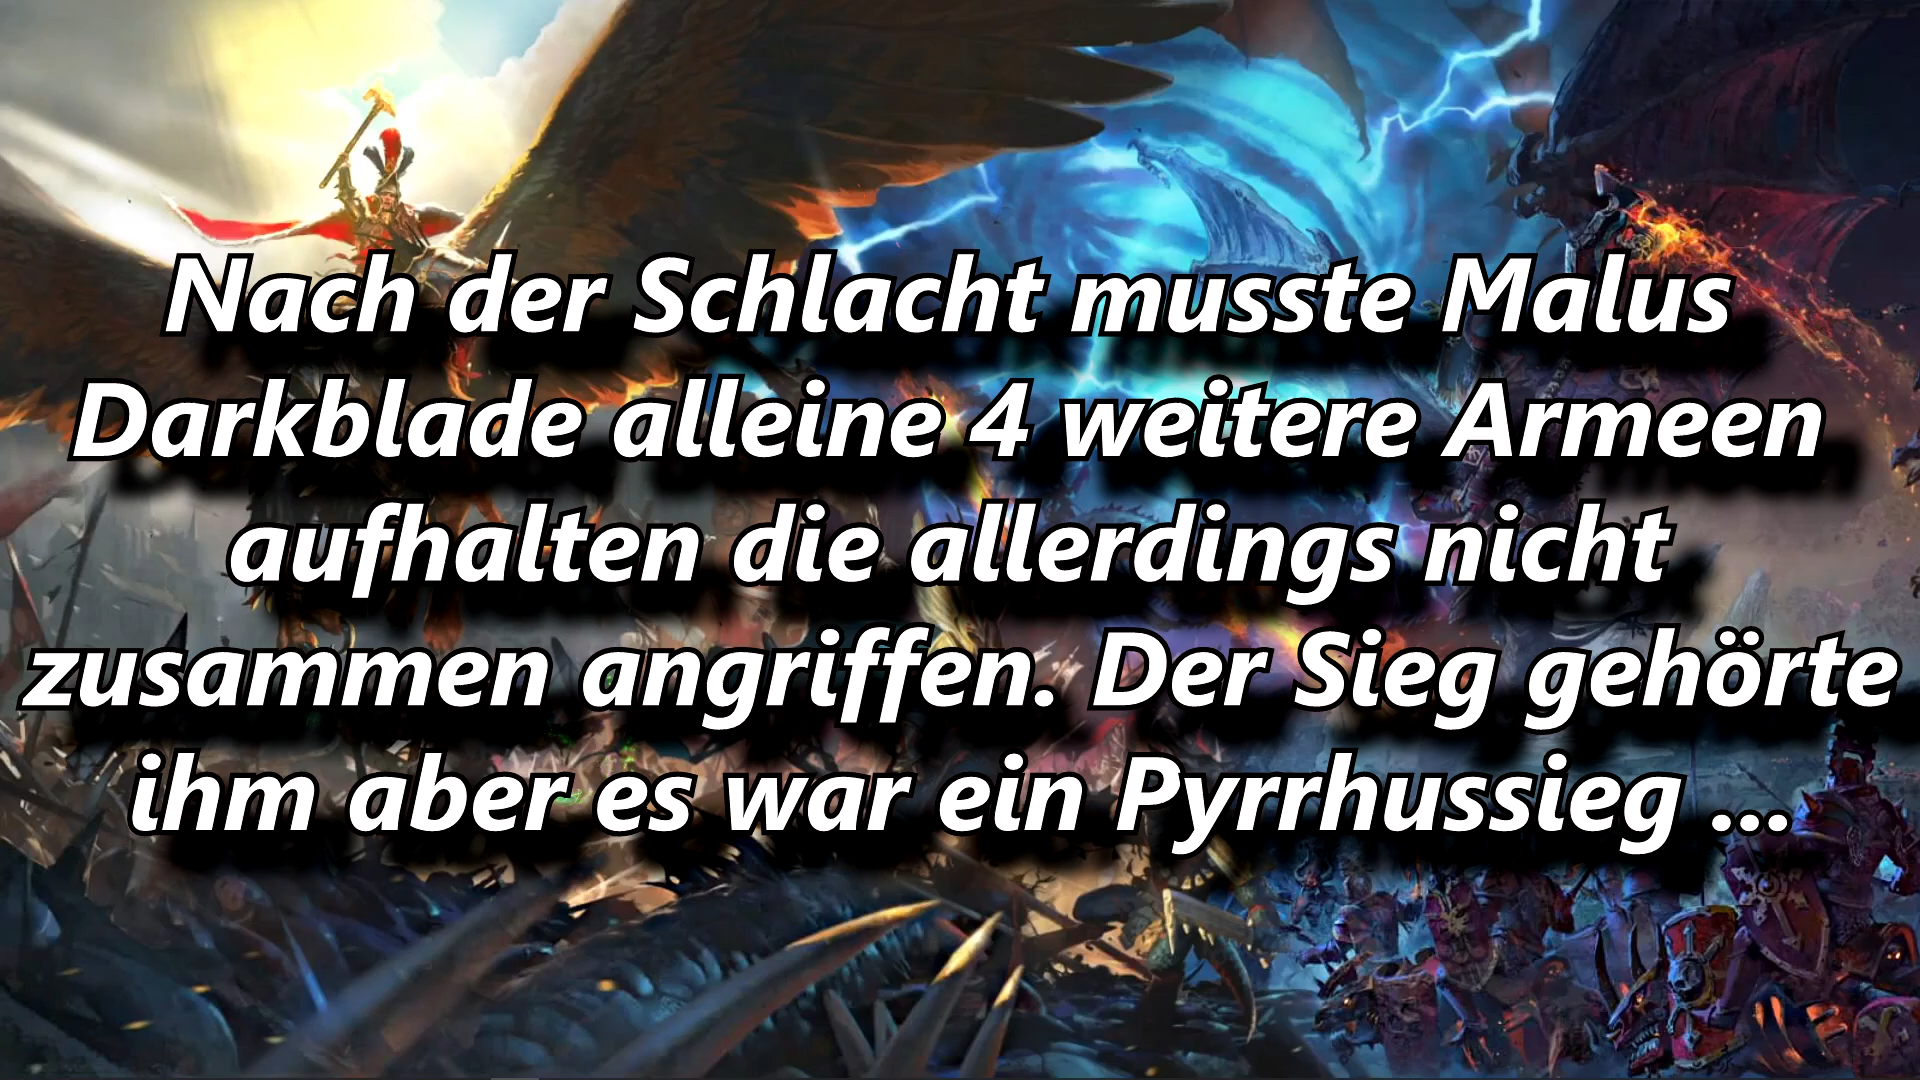 Nach der Schlacht musste Malus
Darkblade alleine 4 weitere Armeen
aufhalten die allerdings nicht
zusammen angriffen. Der Sieg gehörte
ihm aber es war ein Pyrrhussieg ...